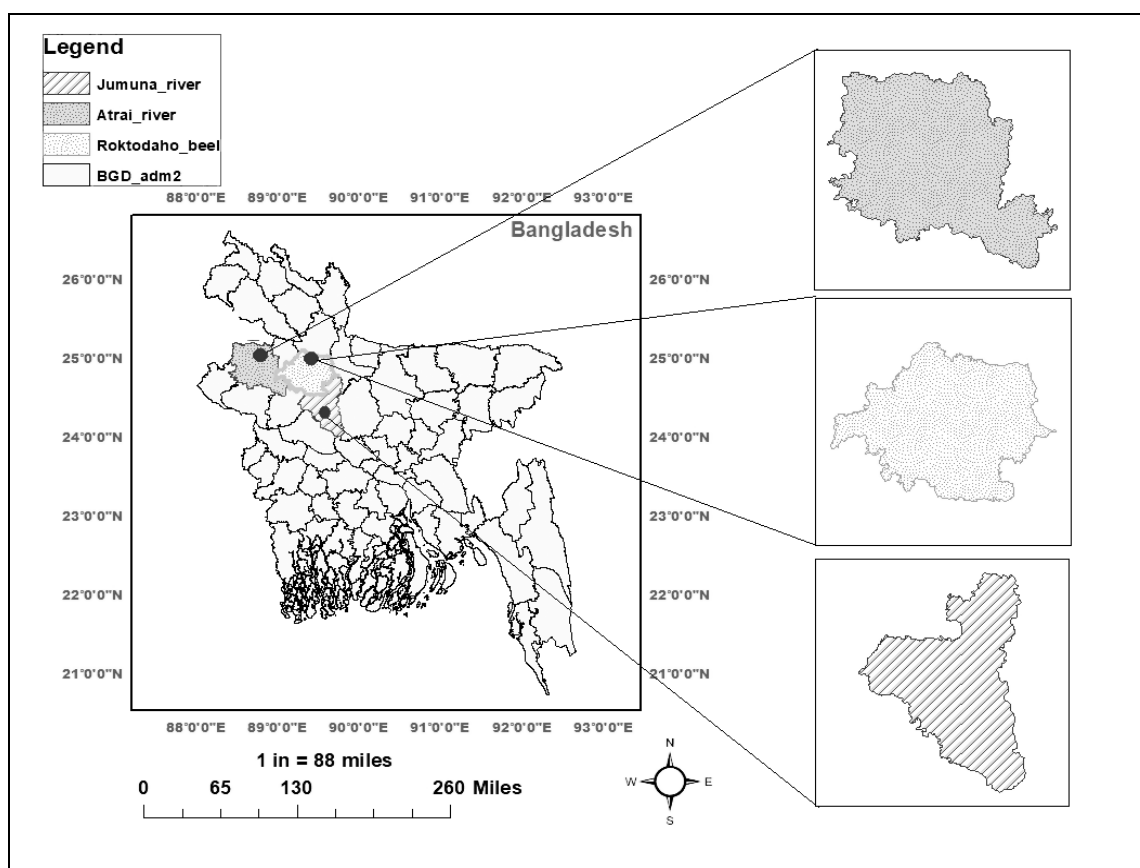 Legend
Jumuna_river
Atrai_river
Roktodaho_beel
BGD_adm2
88°0'0"E 89°0'0"E 90°0'0"E 91°0'0"E 92°0'0"E 93°0'0"E
Bangladesh
26°0'0"N 26°0'0"N
25°0'0"N 25°0'0"N
24°0'0"N 24°0'0"N
23°0'0"N 23°0'0"N
22°0'0"N 22°0'0"N
21°0'0"N 21°0'0"N
88°0'0"E 89°0'0"E 90°0'0"E 91°0'0"E 92°0'0"E 93°0'0"E
1 in = 88 miles
0 65 130 260 Miles
N
W E
S